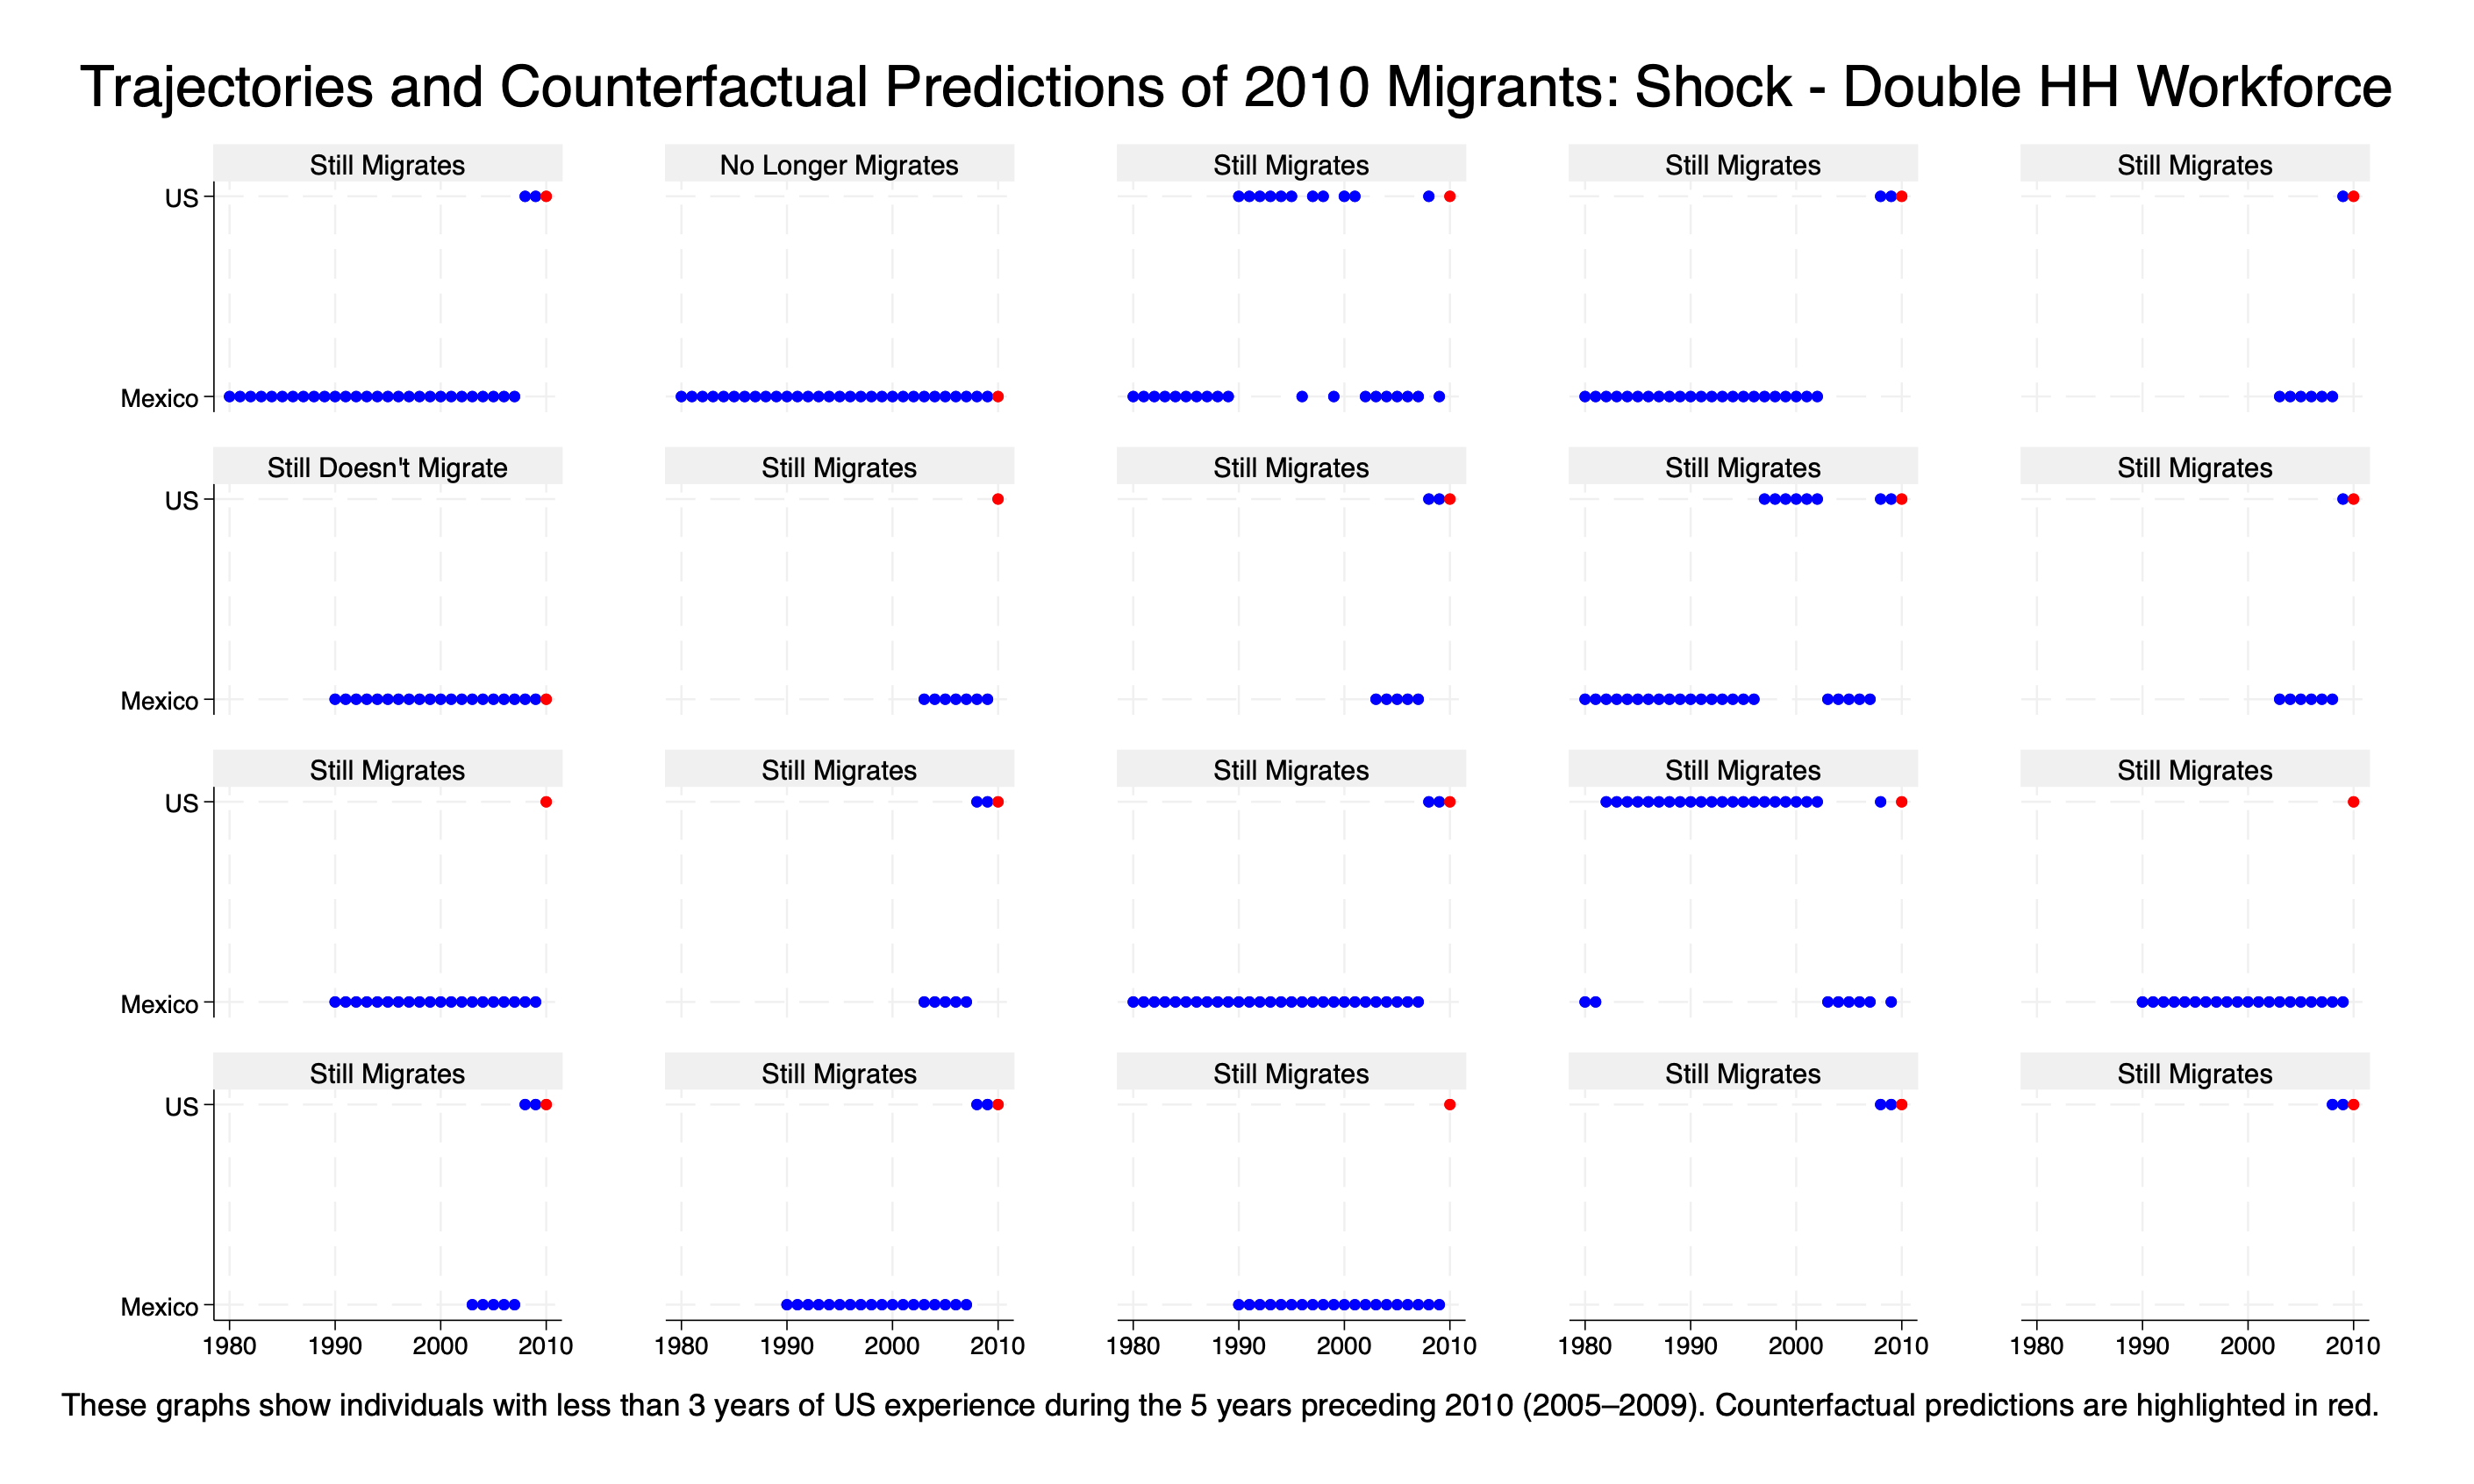 Trajectories and Counterfactual Predictions of 2010 Migrants: Shock - Double HH Workforce
Still Migrates No Longer Migrates Still Migrates Still Migrates Still Migrates
US
Mexico
Still Doesn't Migrate Still Migrates Still Migrates Still Migrates Still Migrates
US
Mexico
Still Migrates Still Migrates Still Migrates Still Migrates Still Migrates
US
Mexico
Still Migrates Still Migrates Still Migrates Still Migrates Still Migrates
US
Mexico
1980 1990 2000 2010 1980 1990 2000 2010 1980 1990 2000 2010 1980 1990 2000 2010 1980 1990 2000 2010
These graphs show individuals with less than 3 years of US experience during the 5 years preceding 2010 (2005–2009). Counterfactual predictions are highlighted in red.